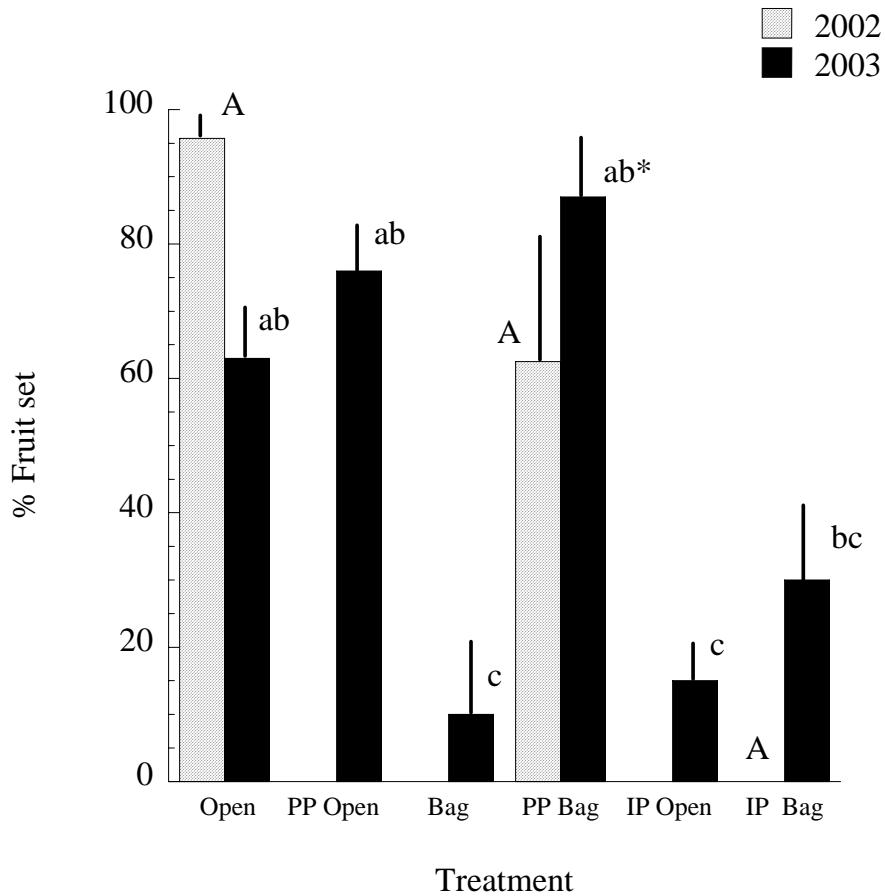 2002
2003
100
80
60
40
20
0
% Fruit set
A
ab
ab
c
A
ab*
c
A
bc
Open
PP Open
Bag
PP Bag
IP Open
IP Bag
Treatment